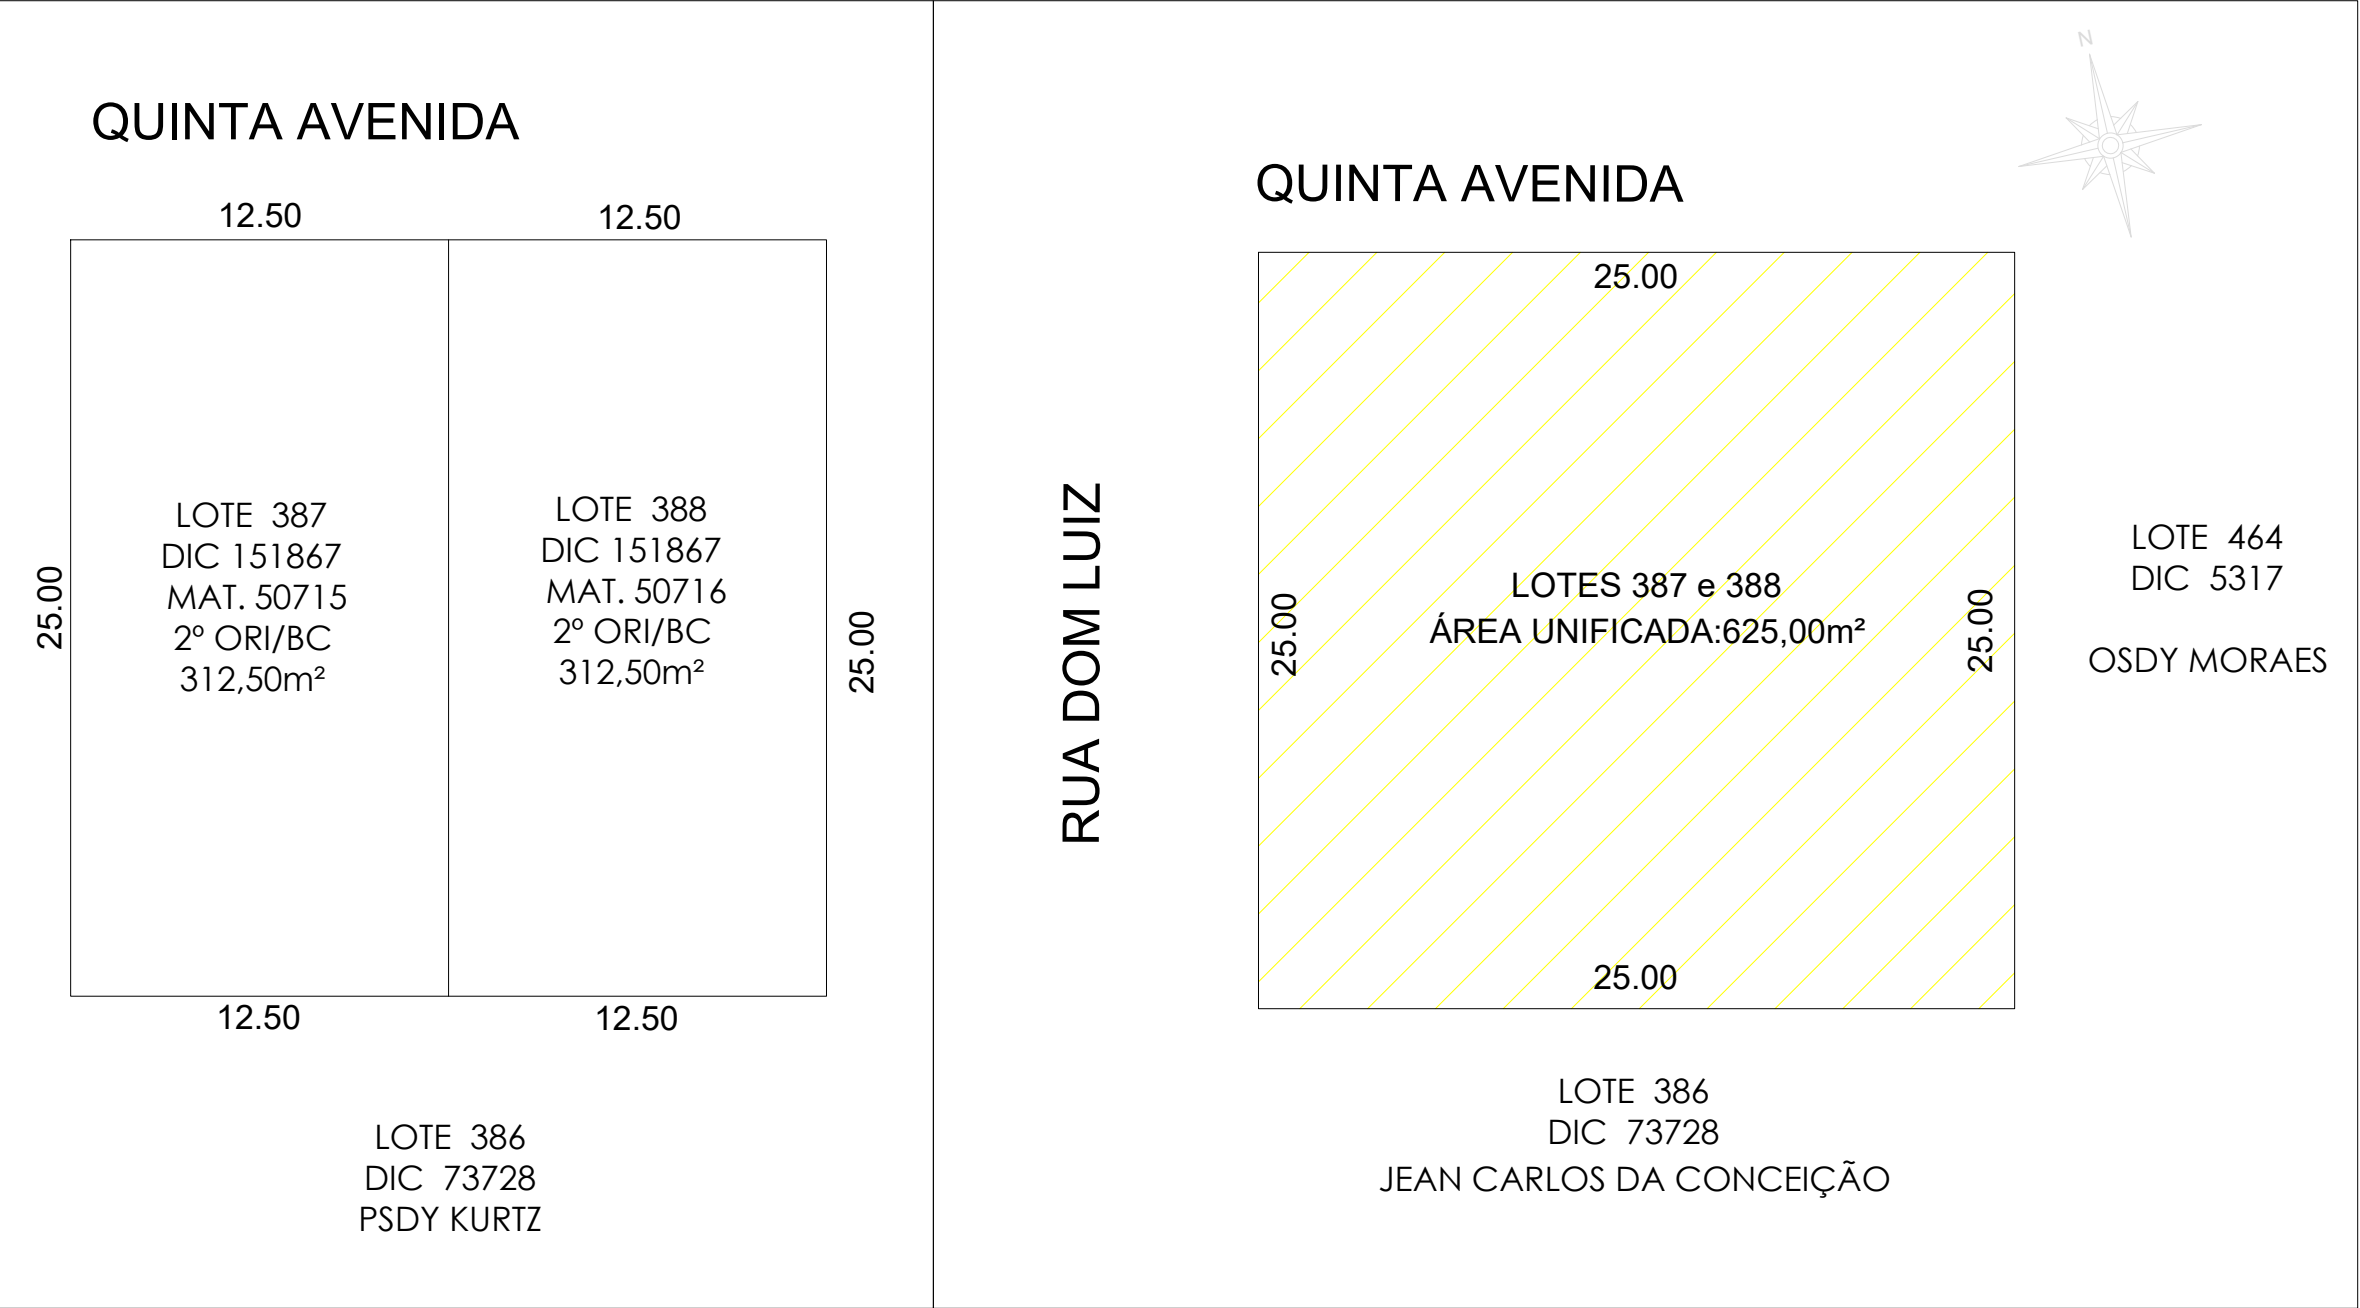 QUINTA AVENIDA
12.50
12.50
25.00
LOTE 387
DIC 151867
MAT. 50715
2º ORI/BC
312,50m²
LOTE 388
DIC 151867
MAT. 50716
2º ORI/BC
312,50m²
25.00
12.50
12.50
LOTE 386
DIC 73728
PSDY KURTZ
N
QUINTA AVENIDA
RUA DOM LUIZ
25.00
25.00
LOTES 387 e 388
ÁREA UNIFICADA:625,00m²
25.00
25.00
LOTE 464
DIC 5317
OSDY MORAES
LOTE 386
DIC 73728
JEAN CARLOS DA CONCEIÇÃO